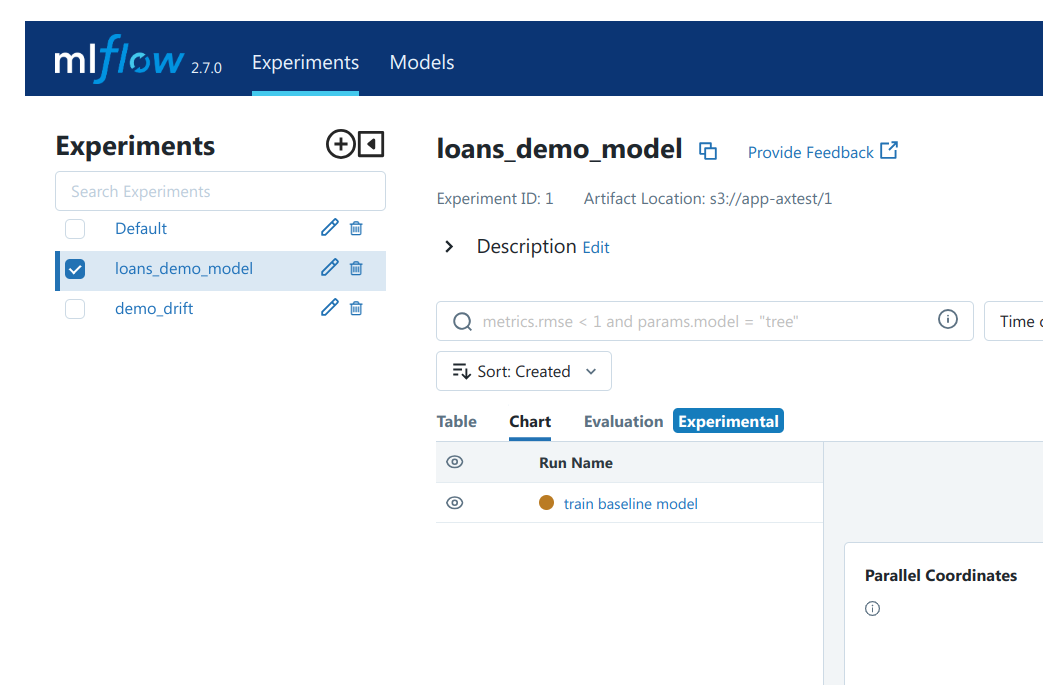 mlflow 2.7.0 Experiments Models
Experiments
Search Experiments
Default
loans_demo_model
demo_drift
loans_demo_model Provide Feedback
Experiment ID: 1 Artifact Location: s3://app-axtest/1
Description Edit
metrics.rmse < 1 and params.model = "tree"
Time
Sort: Created
Table Chart Evaluation Experimental
Run Name
train baseline model
Parallel Coordinates